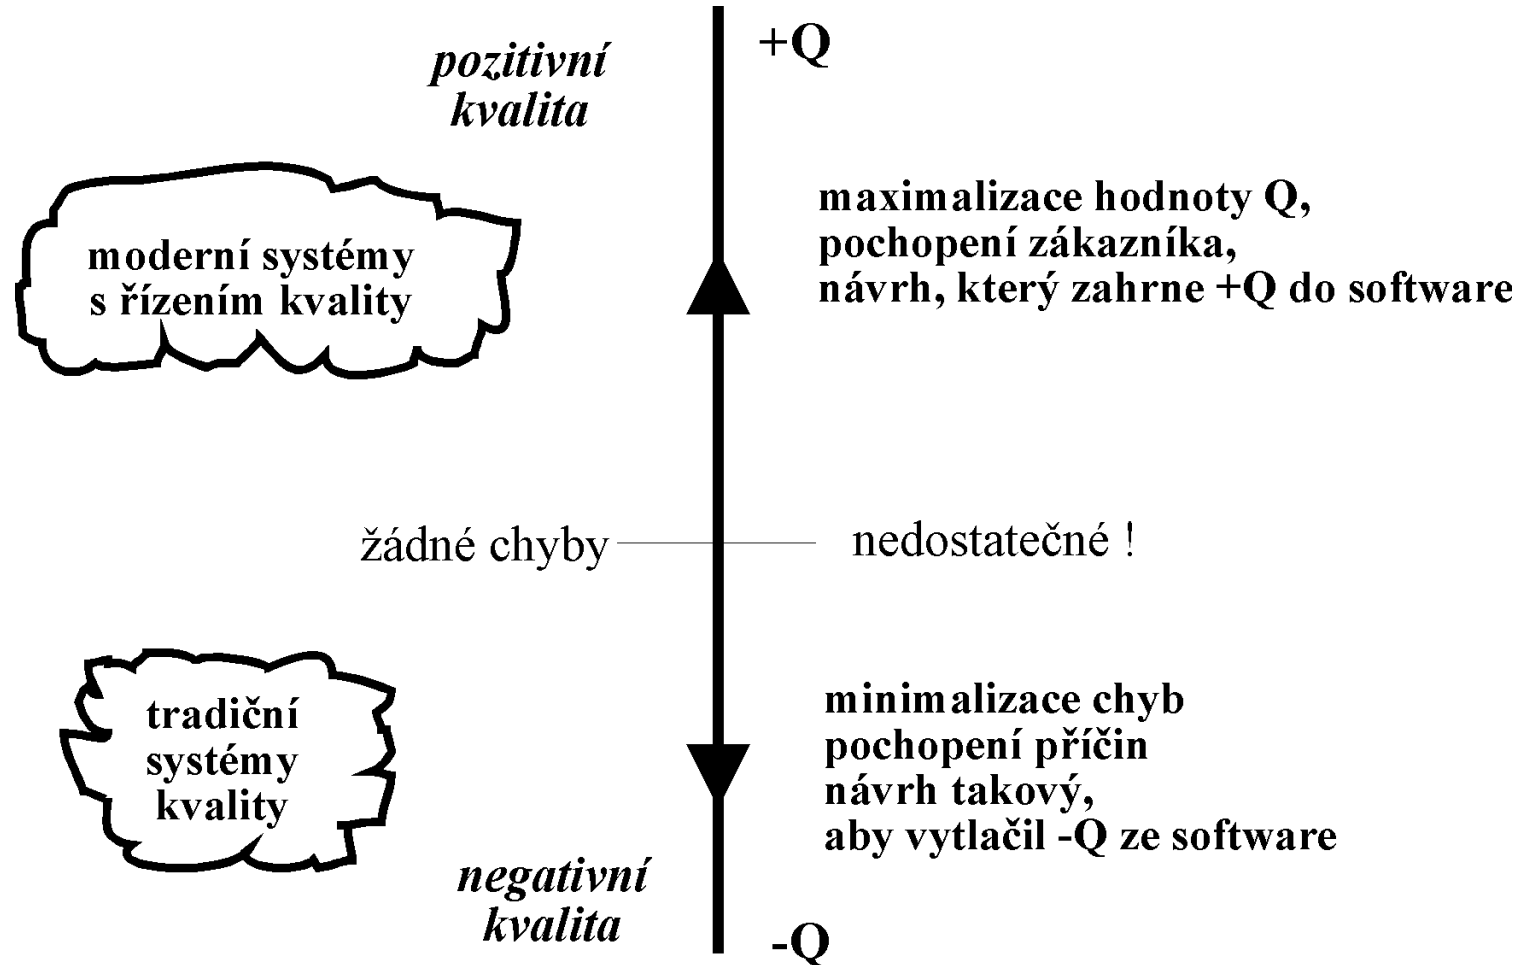 +Q
pozitivní
kvalita
maximalizace hodnoty Q,
pochopení zákazníka,
návrh, který zahrne +Q do software
moderní systémy
s řízením kvality
žádné chyby
nedostatečné !
tradiční
systémy
kvality
minimalizace chyb
pochopení příčin
návrh takový,
aby vytlačil -Q ze software
negativní
kvalita
-Q